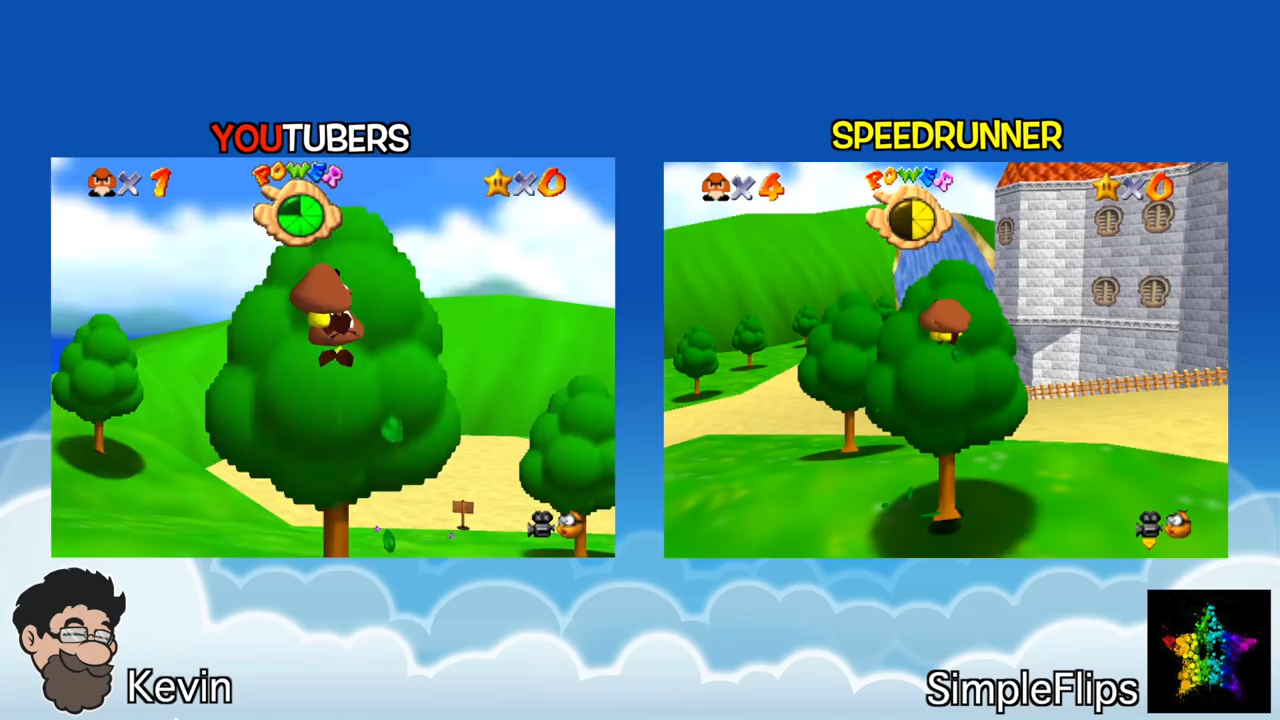 YOUTUBERS
SPEEDRUNNER
× 1
POWER
× 0
× 4
POWER
× 0
Kevin
SimpleFlips